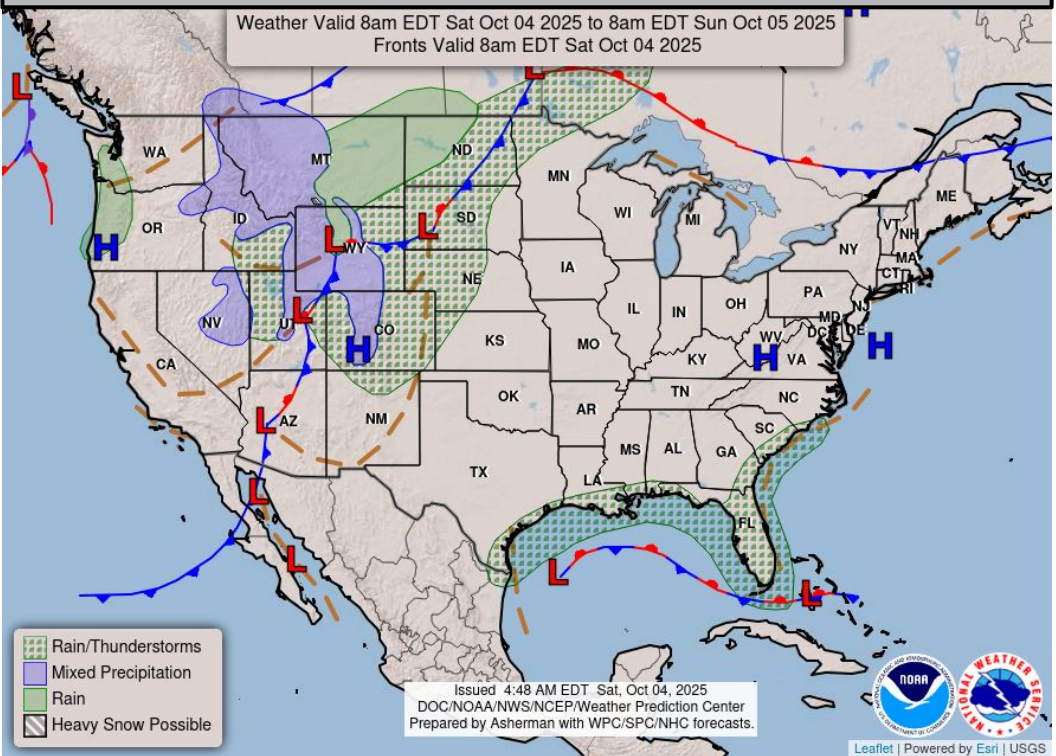 Weather Valid 8am EDT Sat Oct 04 2025 to 8am EDT Sun Oct 05 2025
Fronts Valid 8am EDT Sat Oct 04 2025
H
L
L
WA
MT
ND
MN
OR
ID
SD
WI
MI
ME
VT
NH
H
L
WY
L
NY
MA
CT
RI
NE
IA
PA
NJ
L
NV
UT
CO
IL
IN
OH
MD
DE
DC
WV
H
H
VA
H
CA
KS
MO
KY
NC
L
AZ
NM
OK
AR
TN
SC
MS
AL
GA
L
TX
LA
FL
L
L
L
Rain/Thunderstorms
Mixed Precipitation
Rain
Heavy Snow Possible
Issued 4:48 AM EDT Sat, Oct 04, 2025
DOC/NOAA/NWS/NCEP/Weather Prediction Center
Prepared by Asherman with WPC/SPC/NHC forecasts.
NOAA
NATIONAL WEATHER SERVICE
Leaflet | Powered by Esri | USGS